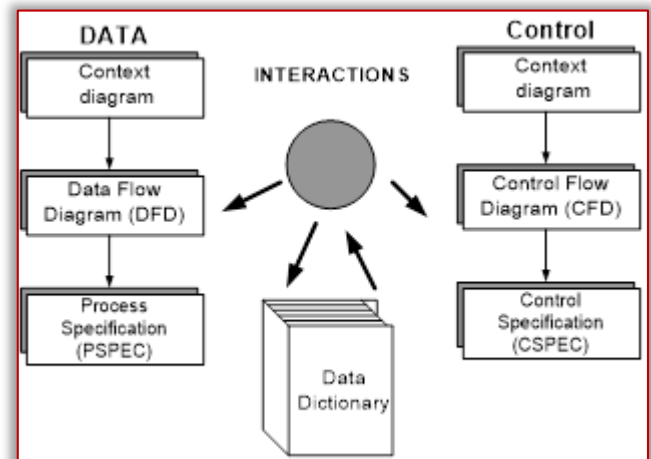 DATA
Context
diagram
Data Flow
Diagram (DFD)
Process
Specification
(PSPEC)
INTERACTIONS
Data
Dictionary
Control
Context
diagram
Control Flow
Diagram (CFD)
Control
Specification
(CSPEC)